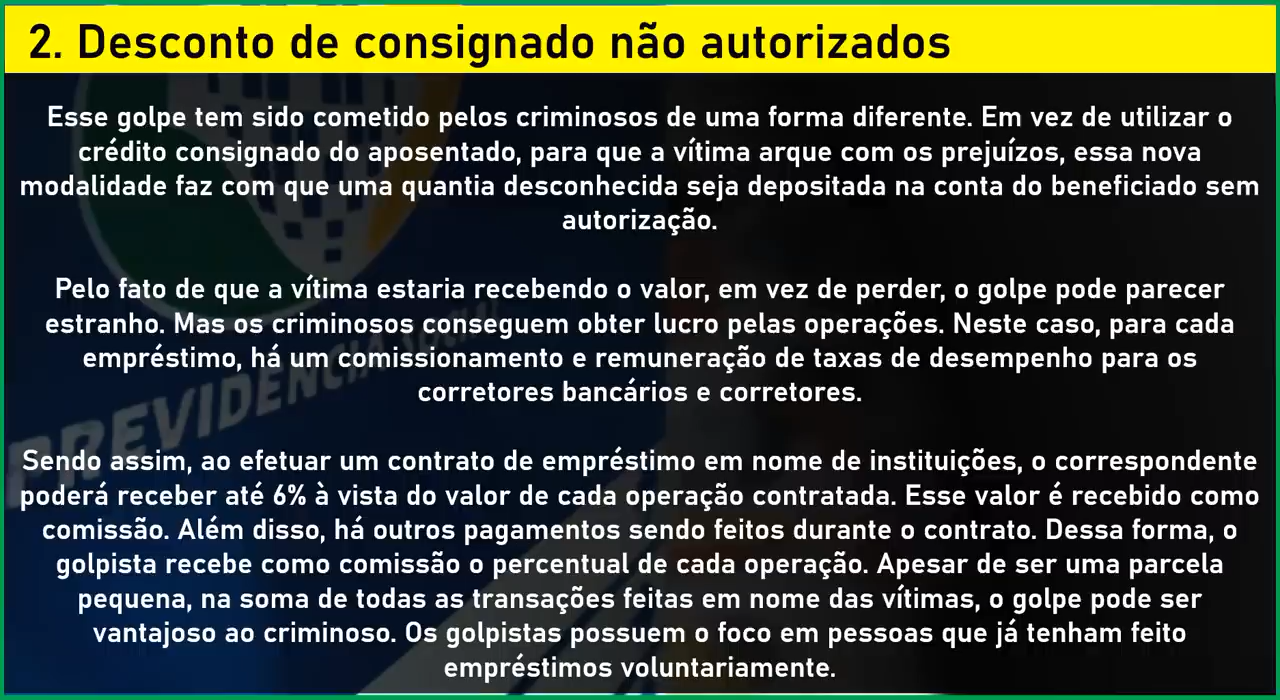 2. Desconto de consignado não autorizados
Esse golpe tem sido cometido pelos criminosos de uma forma diferente. Em vez de utilizar o
crédito consignado do aposentado, para que a vítima arque com os prejuízos, essa nova
modalidade faz com que uma quantia desconhecida seja depositada na conta do beneficiado sem
autorização.
Pelo fato de que a vítima estaria recebendo o valor, em vez de perder, o golpe pode parecer
estranho. Mas os criminosos conseguem obter lucro pelas operações. Neste caso, para cada
empréstimo, há um comissionamento e remuneração de taxas de desempenho para os
corretores bancários e corretores.
Sendo assim, ao efetuar um contrato de empréstimo em nome de instituições, o correspondente
poderá receber até 6% à vista do valor de cada operação contratada. Esse valor é recebido como
comissão. Além disso, há outros pagamentos sendo feitos durante o contrato. Dessa forma, o
golpista recebe como comissão o percentual de cada operação. Apesar de ser uma parcela
pequena, na soma de todas as transações feitas em nome das vítimas, o golpe pode ser
vantajoso ao criminoso. Os golpistas possuem o foco em pessoas que já tenham feito
empréstimos voluntariamente.
PREVIDÊNCIA SOCIAL